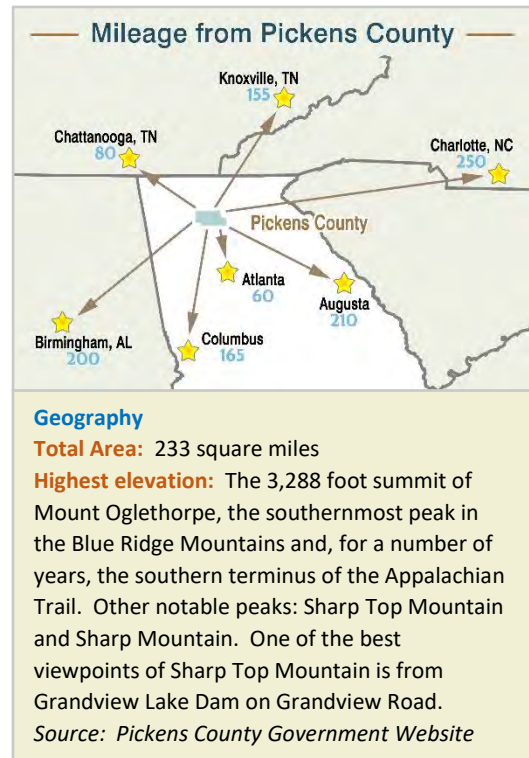 Mileage from Pickens County
Knoxville, TN
155
Chattanooga, TN
80
Charlotte, NC
250
Pickens County
Atlanta
60
Augusta
210
Birmingham, AL
200
Columbus
165
Geography
Total Area: 233 square miles
Highest elevation: The 3,288 foot summit of
Mount Oglethorpe, the southernmost peak in
the Blue Ridge Mountains and, for a number of
years, the southern terminus of the Appalachian
Trail. Other notable peaks: Sharp Top Mountain
and Sharp Mountain. One of the best
viewpoints of Sharp Top Mountain is from
Grandview Lake Dam on Grandview Road.
Source: Pickens County Government Website